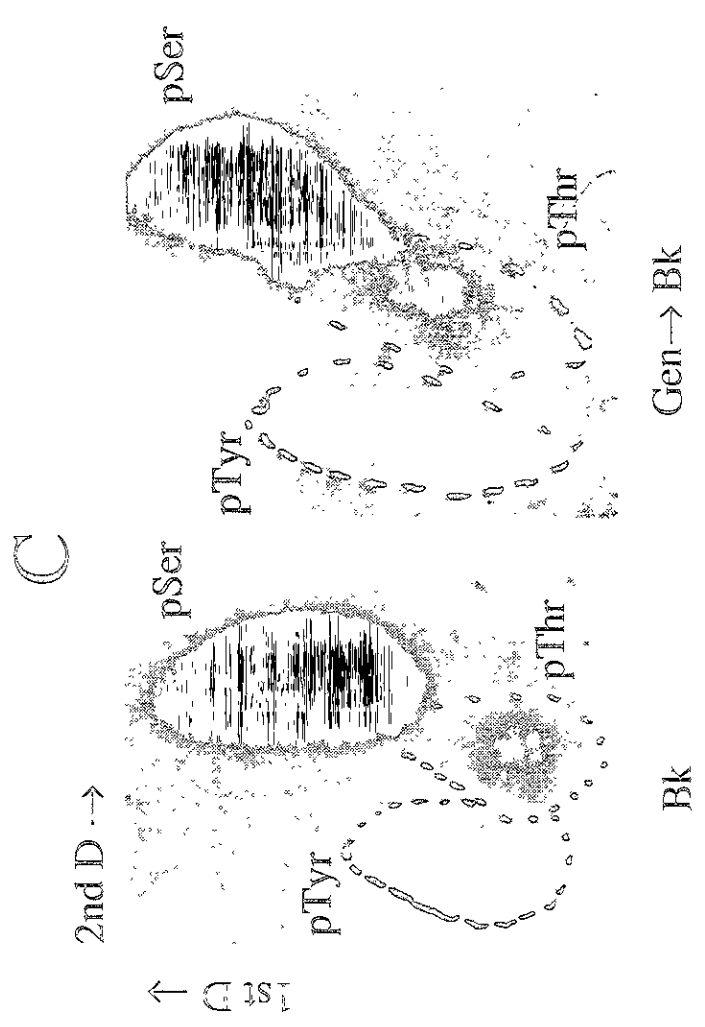 C
2nd D →
1st D →
pSer
pTyr
pThr
Bk
pSer
pTyr
pThr
Gen→ Bk